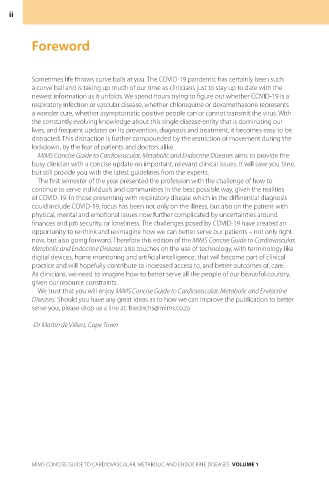 ii
Foreword
Sometimes life throws curve balls at you. The COVID-19 pandemic has certainly been such
a curve ball and is taking up much of our time as clinicians just to stay up to date with the
newest information as it unfolds. We spend hours trying to figure out whether COVID-19 is a
respiratory infection or vascular disease, whether chloroquine or dexamethasone represents
a wonder cure, whether asymptomatic positive people can or cannot transmit the virus. With
the constantly evolving knowledge about this single disease entity that is dominating our
lives, and frequent updates on its prevention, diagnosis and treatment, it becomes easy to be
distracted. This distraction is further compounded by the restriction of movement during the
lockdown, by the fear of patients and doctors alike.
MIMS Concise Guide to Cardiovascular, Metabolic and Endocrine Diseases aims to provide the
busy clinician with a concise update on important, relevant clinical issues. It will save you time,
but still provide you with the latest guidelines from the experts.
The first semester of the year presented the profession with the challenge of how to
continue to serve individuals and communities in the best possible way, given the realities
of COVID-19. In those presenting with respiratory disease which in the differential diagnosis
could include COVID-19, focus has been not only on the illness, but also on the patient with
physical, mental and emotional issues now further complicated by uncertainties around
finances and job security, or loneliness. The challenges posed by COVID-19 have created an
opportunity to re-think and re-imagine how we can better serve our patients – not only right
now, but also going forward. Therefore this edition of the MIMS Concise Guide to Cardiovascular,
Metabolic and Endocrine Diseases also touches on the use of technology, with terminology like
digital devices, home monitoring and artificial intelligence, that will become part of clinical
practice and will hopefully contribute to increased access to, and better outcomes of, care.
As clinicians, we need to imagine how to better serve all the people of our beautiful country,
given our resource constraints.
We trust that you will enjoy MIMS Concise Guide to Cardiovascular, Metabolic and Endocrine
Diseases. Should you have any great ideas as to how we can improve the publication to better
serve you, please drop us a line at: friedrichs@mims.co.za
-Dr Martin de Villiers, Cape Town
MIMS CONCISE GUIDE TO CARDIOVASCULAR, METABOLIC AND ENDOCRINE DISEASES VOLUME 1